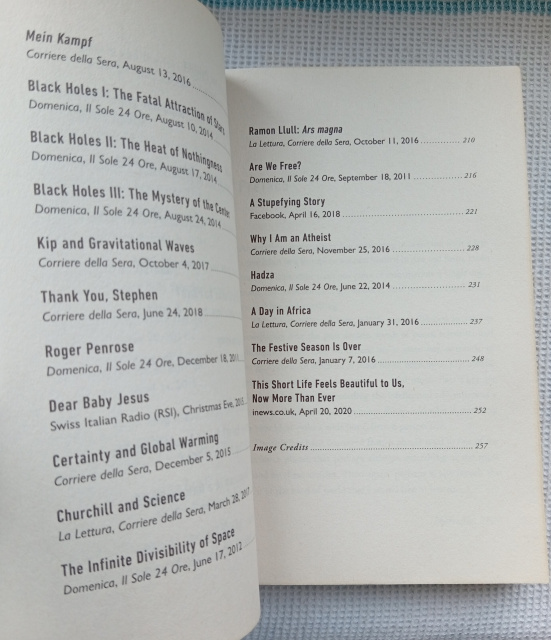 Mein Kampf
Corriere della Sera, August 13, 2016
Black Holes I: The Fatal Attraction of Stars
Domenica, Il Sole 24 Ore, August 10, 2014
Black Holes II: The Heat of Nothingness
Domenica, Il Sole 24 Ore, August 17, 2014
Black Holes III: The Mystery of the Center
Domenica, Il Sole 24 Ore, August 24, 2014
Kip and Gravitational Waves
Corriere della Sera, October 4, 2017
Thank You, Stephen
Corriere della Sera, June 24, 2018
Roger Penrose
Domenica, Il Sole 24 Ore, December 18,
Dear Baby Jesus
Swiss Italian Radio (RSI), Christmas Eve,
Certainty and Global Warming
Corriere della Sera, December 5, 2015
Churchill and Science
La Lettura, Corriere della Sera, March 28, 2017
The Infinite Divisibility of Space
Domenica, Il Sole 24 Ore, June 17, 2012
Ramon Llull: Ars magna
La Lettura, Corriere della Sera, October 11, 2016 210
Are We Free?
Domenica, Il Sole 24 Ore, September 18, 2011 216
A Stupefying Story
Facebook, April 16, 2018 221
Why I Am an Atheist
Corriere della Sera, November 25, 2016 228
Hadza
Domenica, Il Sole 24 Ore, June 22, 2014 231
A Day in Africa
La Lettura, Corriere della Sera, January 31, 2016 237
The Festive Season Is Over
Corriere della Sera, January 7, 2016 248
This Short Life Feels Beautiful to Us,
Now More Than Ever
inews.co.uk, April 20, 2020 252
Image Credits 257